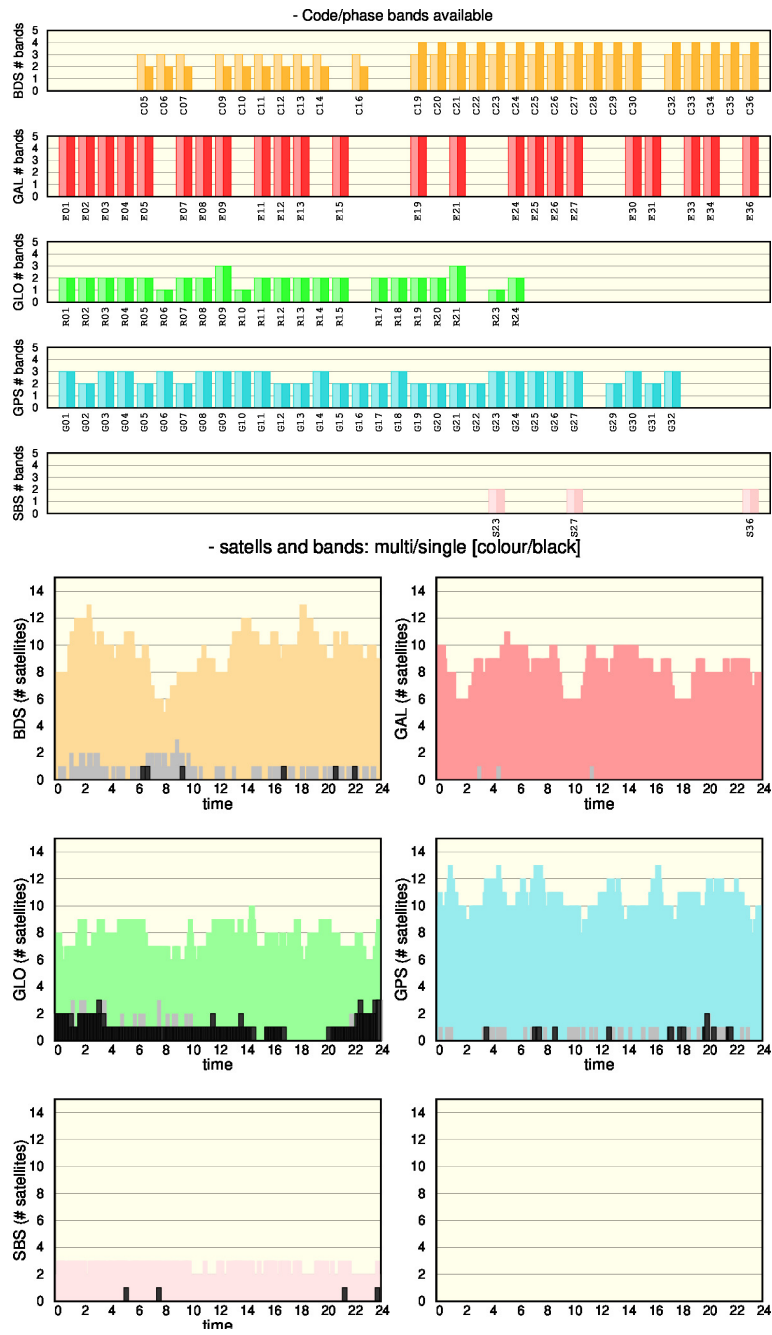 - Code/phase bands available
BDS # bands
5
4
3
2
1
0
C05 C06 C07 C09 C10 C11 C12 C13 C14 C16 C19 C20 C21 C22 C23 C24 C25 C26 C27 C28 C29 C30 C32 C33 C34 C35 C36
GAL # bands
5
4
3
2
1
0
E01 E02 E03 E04 E05 E07 E08 E09 E11 E12 E13 E15 E19 E21 E24 E25 E26 E27 E30 E31 E33 E34 E36
GLO # bands
5
4
3
2
1
0
R01 R02 R03 R04 R05 R06 R07 R08 R09 R10 R11 R12 R13 R14 R15 R17 R18 R19 R20 R21 R23 R24
GPS # bands
5
4
3
2
1
0
G01 G02 G03 G04 G05 G06 G07 G08 G09 G10 G11 G12 G13 G14 G15 G16 G17 G18 G19 G20 G21 G22 G23 G24 G25 G26 G27 G29 G30 G31 G32
SBS # bands
5
4
3
2
1
0
S23 S27 S36
- satells and bands: multi/single [colour/black]
BDS (# satellites)
14
12
10
8
6
4
2
0
0 2 4 6 8 10 12 14 16 18 20 22 24
time
GAL (# satellites)
14
12
10
8
6
4
2
0
0 2 4 6 8 10 12 14 16 18 20 22 24
time
GLO (# satellites)
14
12
10
8
6
4
2
0
0 2 4 6 8 10 12 14 16 18 20 22 24
time
GPS (# satellites)
14
12
10
8
6
4
2
0
0 2 4 6 8 10 12 14 16 18 20 22 24
time
SBS (# satellites)
14
12
10
8
6
4
2
0
0 2 4 6 8 10 12 14 16 18 20 22 24
time
14
12
10
8
6
4
2
0
0 2 4 6 8 10 12 14 16 18 20 22 24